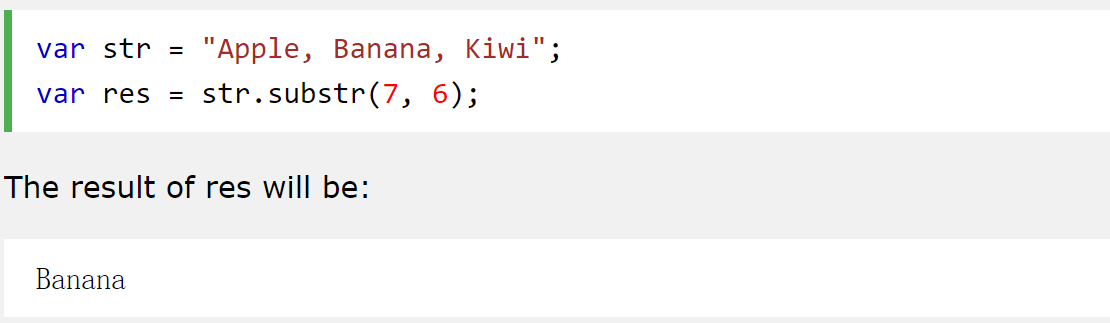 var str = "Apple, Banana, Kiwi";
var res = str.substr(7, 6);
The result of res will be:
Banana